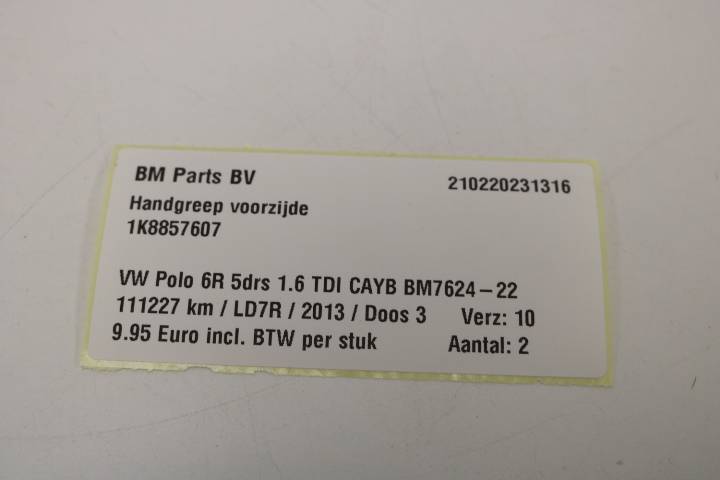 BM Parts BV 210220231316
Handgreep voorzijde
1K8857607
VW Polo 6R 5drs 1.6 TDI CAYB BM7624-22
111227 km / LD7R / 2013 / Doos 3 Verz: 10
9.95 Euro incl. BTW per stuk Aantal: 2